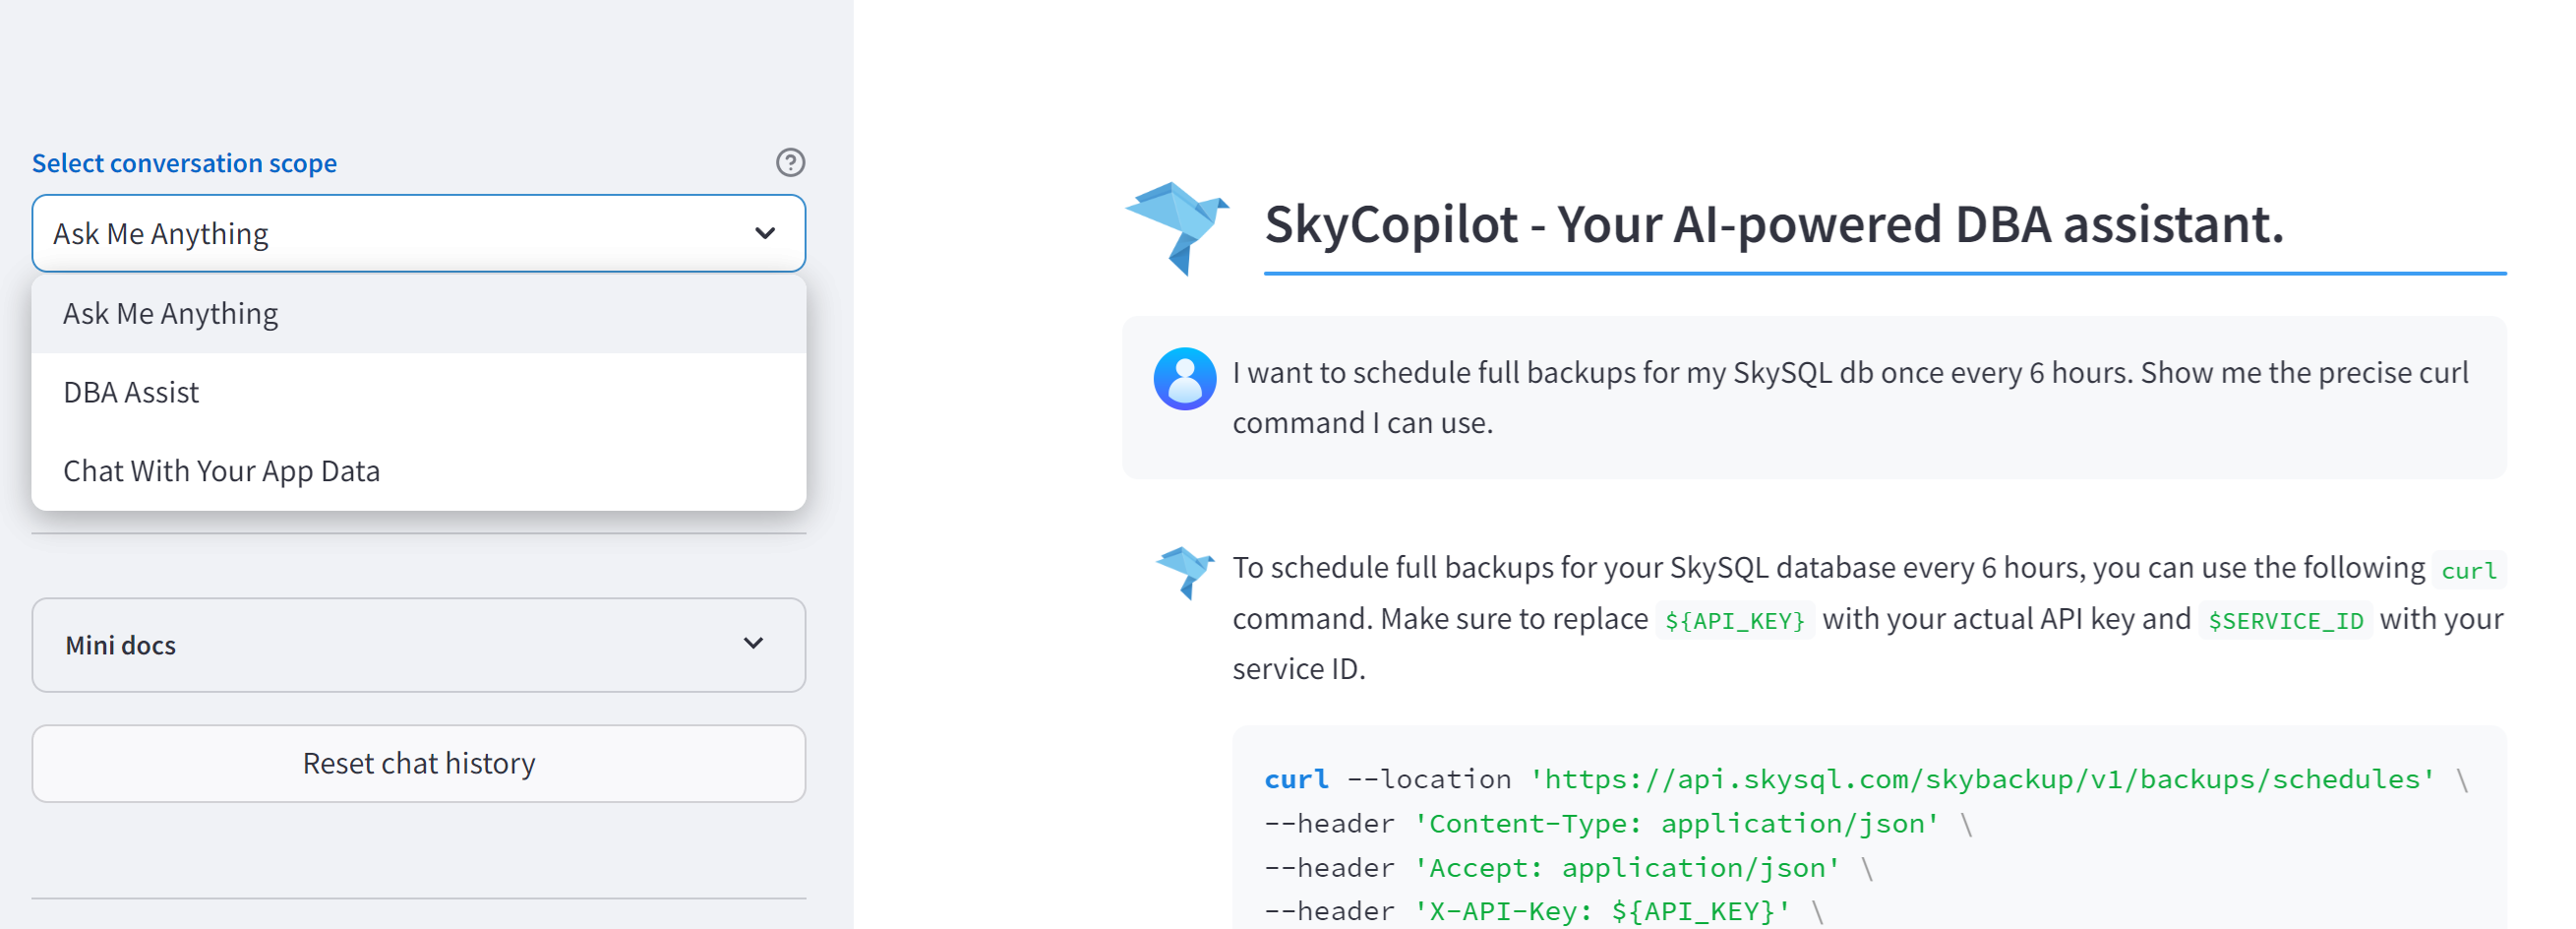 Select conversation scope
Ask Me Anything
Ask Me Anything
DBA Assist
Chat With Your App Data
Mini docs
Reset chat history
SkyCopilot - Your AI-powered DBA assistant.
I want to schedule full backups for my SkySQL db once every 6 hours. Show me the precise curl
command I can use.
To schedule full backups for your SkySQL database every 6 hours, you can use the following curl
command. Make sure to replace ${API_KEY} with your actual API key and $SERVICE_ID with your
service ID.
curl --location 'https://api.skysql.com/skybackup/v1/backups/schedules' \
--header 'Content-Type: application/json' \
--header 'Accept: application/json' \
--header 'X-API-Key: ${API_KEY}' \